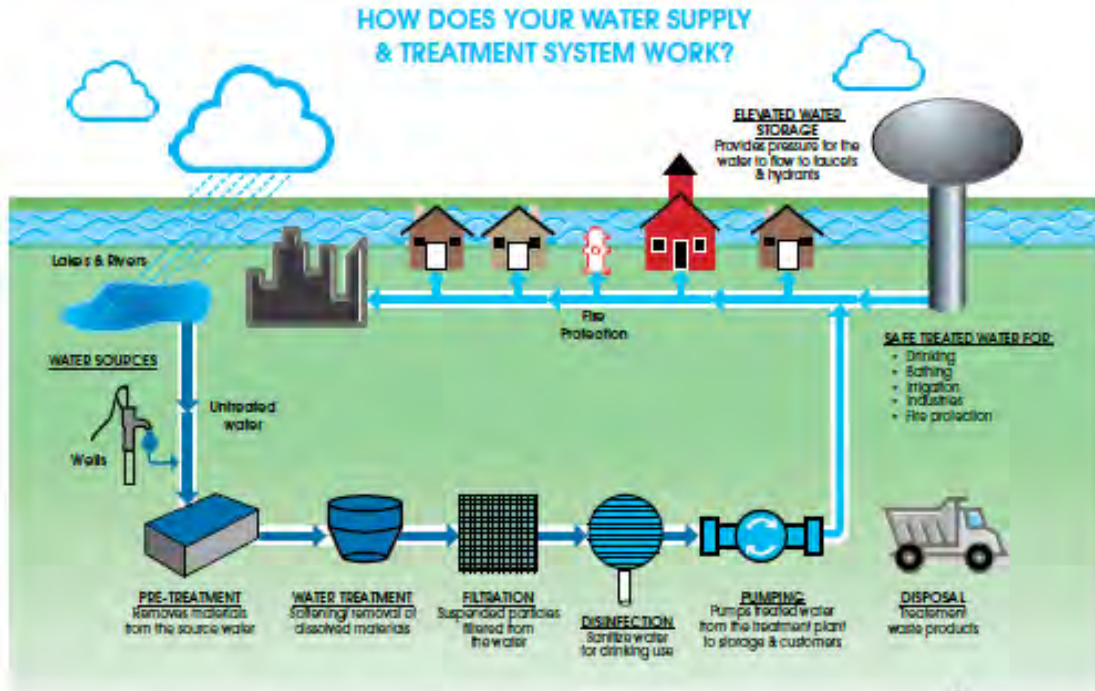 HOW DOES YOUR WATER SUPPLY
& TREATMENT SYSTEM WORK?
ELEVATED WATER
STORAGE
Provides pressure for the
water to flow to faucets
& hydrants
Lakes & Rivers
Fire
Protection
WATER SOURCES
Untreated
water
Wells
SAFE TREATED WATER FOR:
• Drinking
• Bathing
• Irrigation
• Industries
• Fire protection
PRE-TREATMENT
Removes materials
from the source water
WATER TREATMENT
Softening/removal of
dissolved materials
FILTRATION
Suspended particles
filtered from
the water
DISINFECTION
Sanitize water
for drinking use
PUMPING
Pumps treated water
from the treatment plant
to storage & customers
DISPOSAL
Treatement
waste products